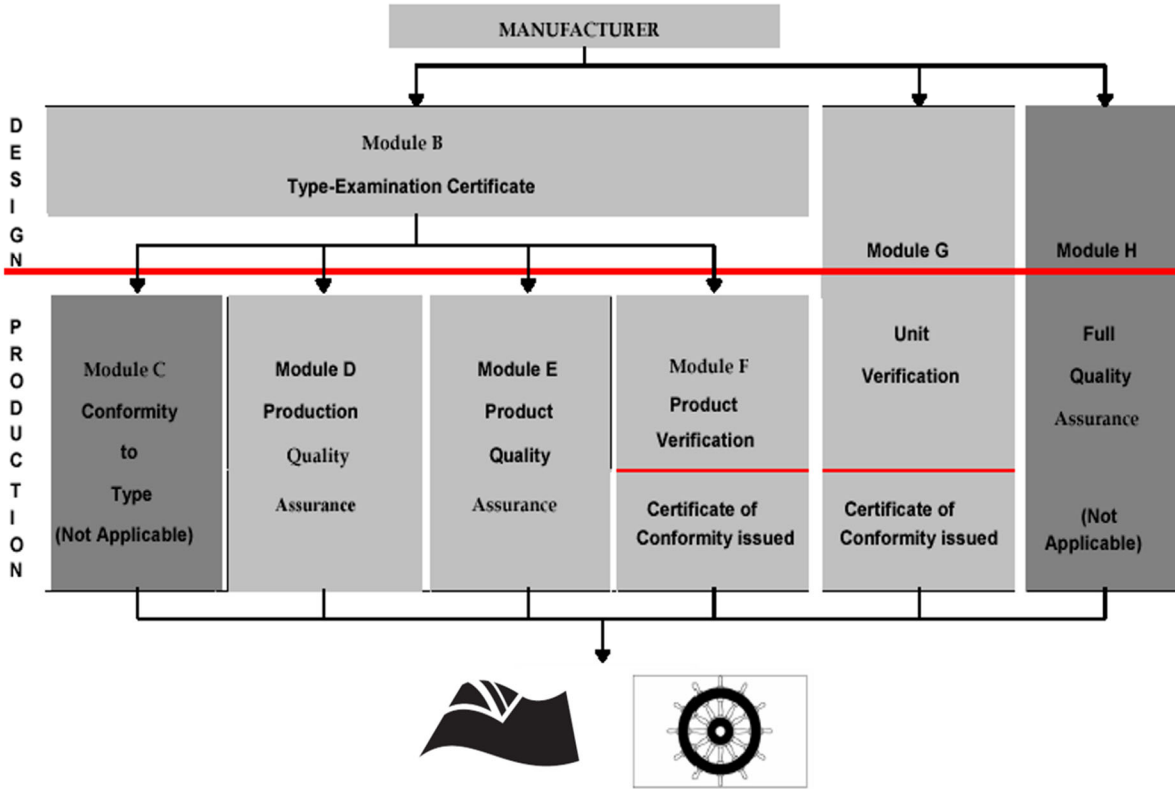 MANUFACTURER
DESIGN
Module B
Type-Examination Certificate
Module G
Module H
PRODUCTION
Module C
Conformity
to
Type
(Not Applicable)
Module D
Production
Quality
Assurance
Module E
Product
Quality
Assurance
Module F
Product
Verification
Certificate of
Conformity issued
Unit
Verification
Certificate of
Conformity issued
Full
Quality
Assurance
(Not
Applicable)